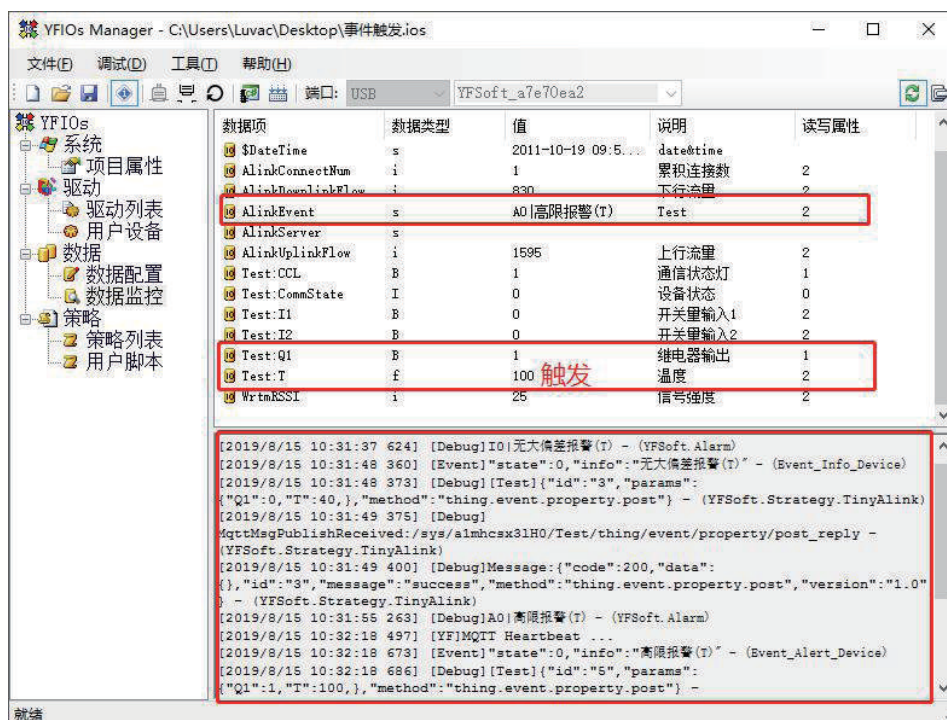 YFIOs Manager - C:\Users\Luvac\Desktop\事件触发.ios
文件(F) 调试(D) 工具(T) 帮助(H)
端口: USB YFSoft_a7e70ea2
YFIOs
系统
项目属性
驱动
驱动列表
用户设备
数据
数据配置
数据监控
策略
策略列表
用户脚本
数据项 数据类型 值 说明 读写属性
$DateTime s 2011-10-19 09:5... date&time
AlinkConnectNum i 1 累积连接数 2
AlinkDownlinkFlow i 830 下行流量 2
AlinkEvent s A0|高限报警(T) Test 2
AlinkServer s
AlinkUplinkFlow i 1595 上行流量 2
Test:CCL B 1 通信状态灯 1
Test:CommState I 0 设备状态 0
Test:I1 B 0 开关量输入1 2
Test:I2 B 0 开关量输入2 2
Test:Q1 B 1 继电器输出 1
Test:T f 100 触发 温度 2
WrtmRSSI i 25 信号强度 2
[2019/8/15 10:31:37 624] [Debug]I0|无大偏差报警(T) - (YFSoft.Alarm)
[2019/8/15 10:31:48 360] [Event]"state":0,"info":"无大偏差报警(T)" - (Event_Info_Device)
[2019/8/15 10:31:48 373] [Debug][Test]{"id":"3","params":
{"Q1":0,"T":40,},"method":"thing.event.property.post"} - (YFSoft.Strategy.TinyAlink)
[2019/8/15 10:31:49 375] [Debug]
MqttMsgPublishReceived:/sys/a1mhcsx3lH0/Test/thing/event/property/post_reply -
(YFSoft.Strategy.TinyAlink)
[2019/8/15 10:31:49 400] [Debug]Message:{"code":200,"data":
{},"id":"3","message":"success","method":"thing.event.property.post","version":"1.0"
} - (YFSoft.Strategy.TinyAlink)
[2019/8/15 10:31:55 263] [Debug]A0|高限报警(T) - (YFSoft.Alarm)
[2019/8/15 10:32:18 497] [YF]MQTT Heartbeat ...
[2019/8/15 10:32:18 673] [Event]"state":0,"info":"高限报警(T)" - (Event_Alert_Device)
[2019/8/15 10:32:18 686] [Debug][Test]{"id":"5","params":
{"Q1":1,"T":100,},"method":"thing.event.property.post"} -
就绪